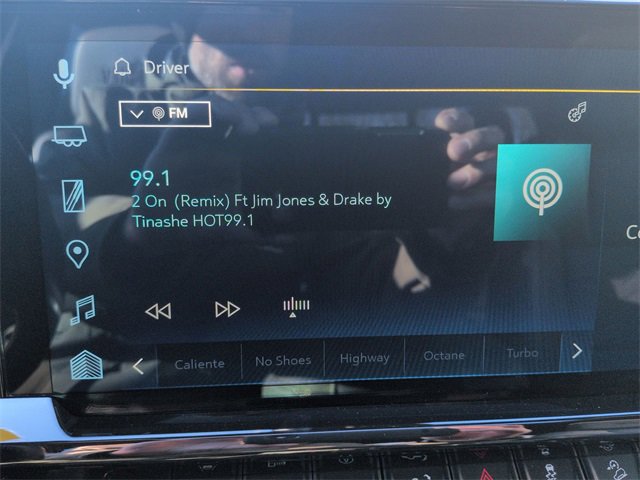 Driver
FM
99.1
2 On (Remix) Ft Jim Jones & Drake by
Tinashe HOT99.1
Caliente
No Shoes
Highway
Octane
Turbo